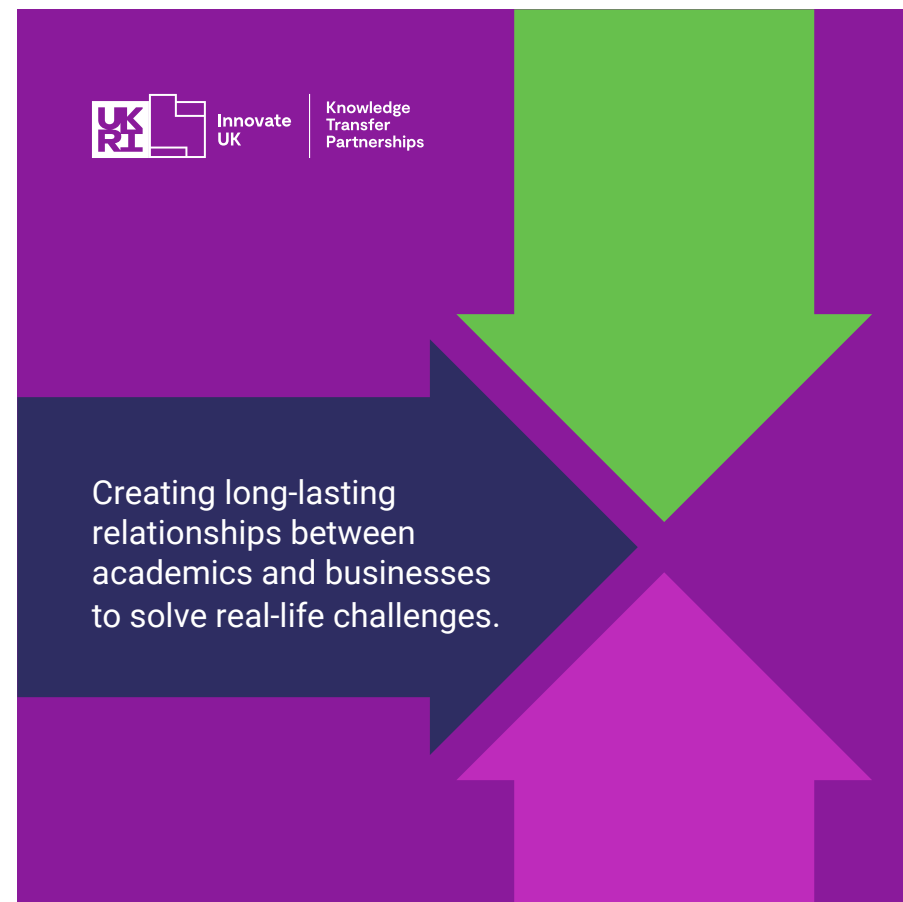 UK
RI
Innovate
UK
Knowledge
Transfer
Partnerships
Creating long-lasting
relationships between
academics and businesses
to solve real-life challenges.